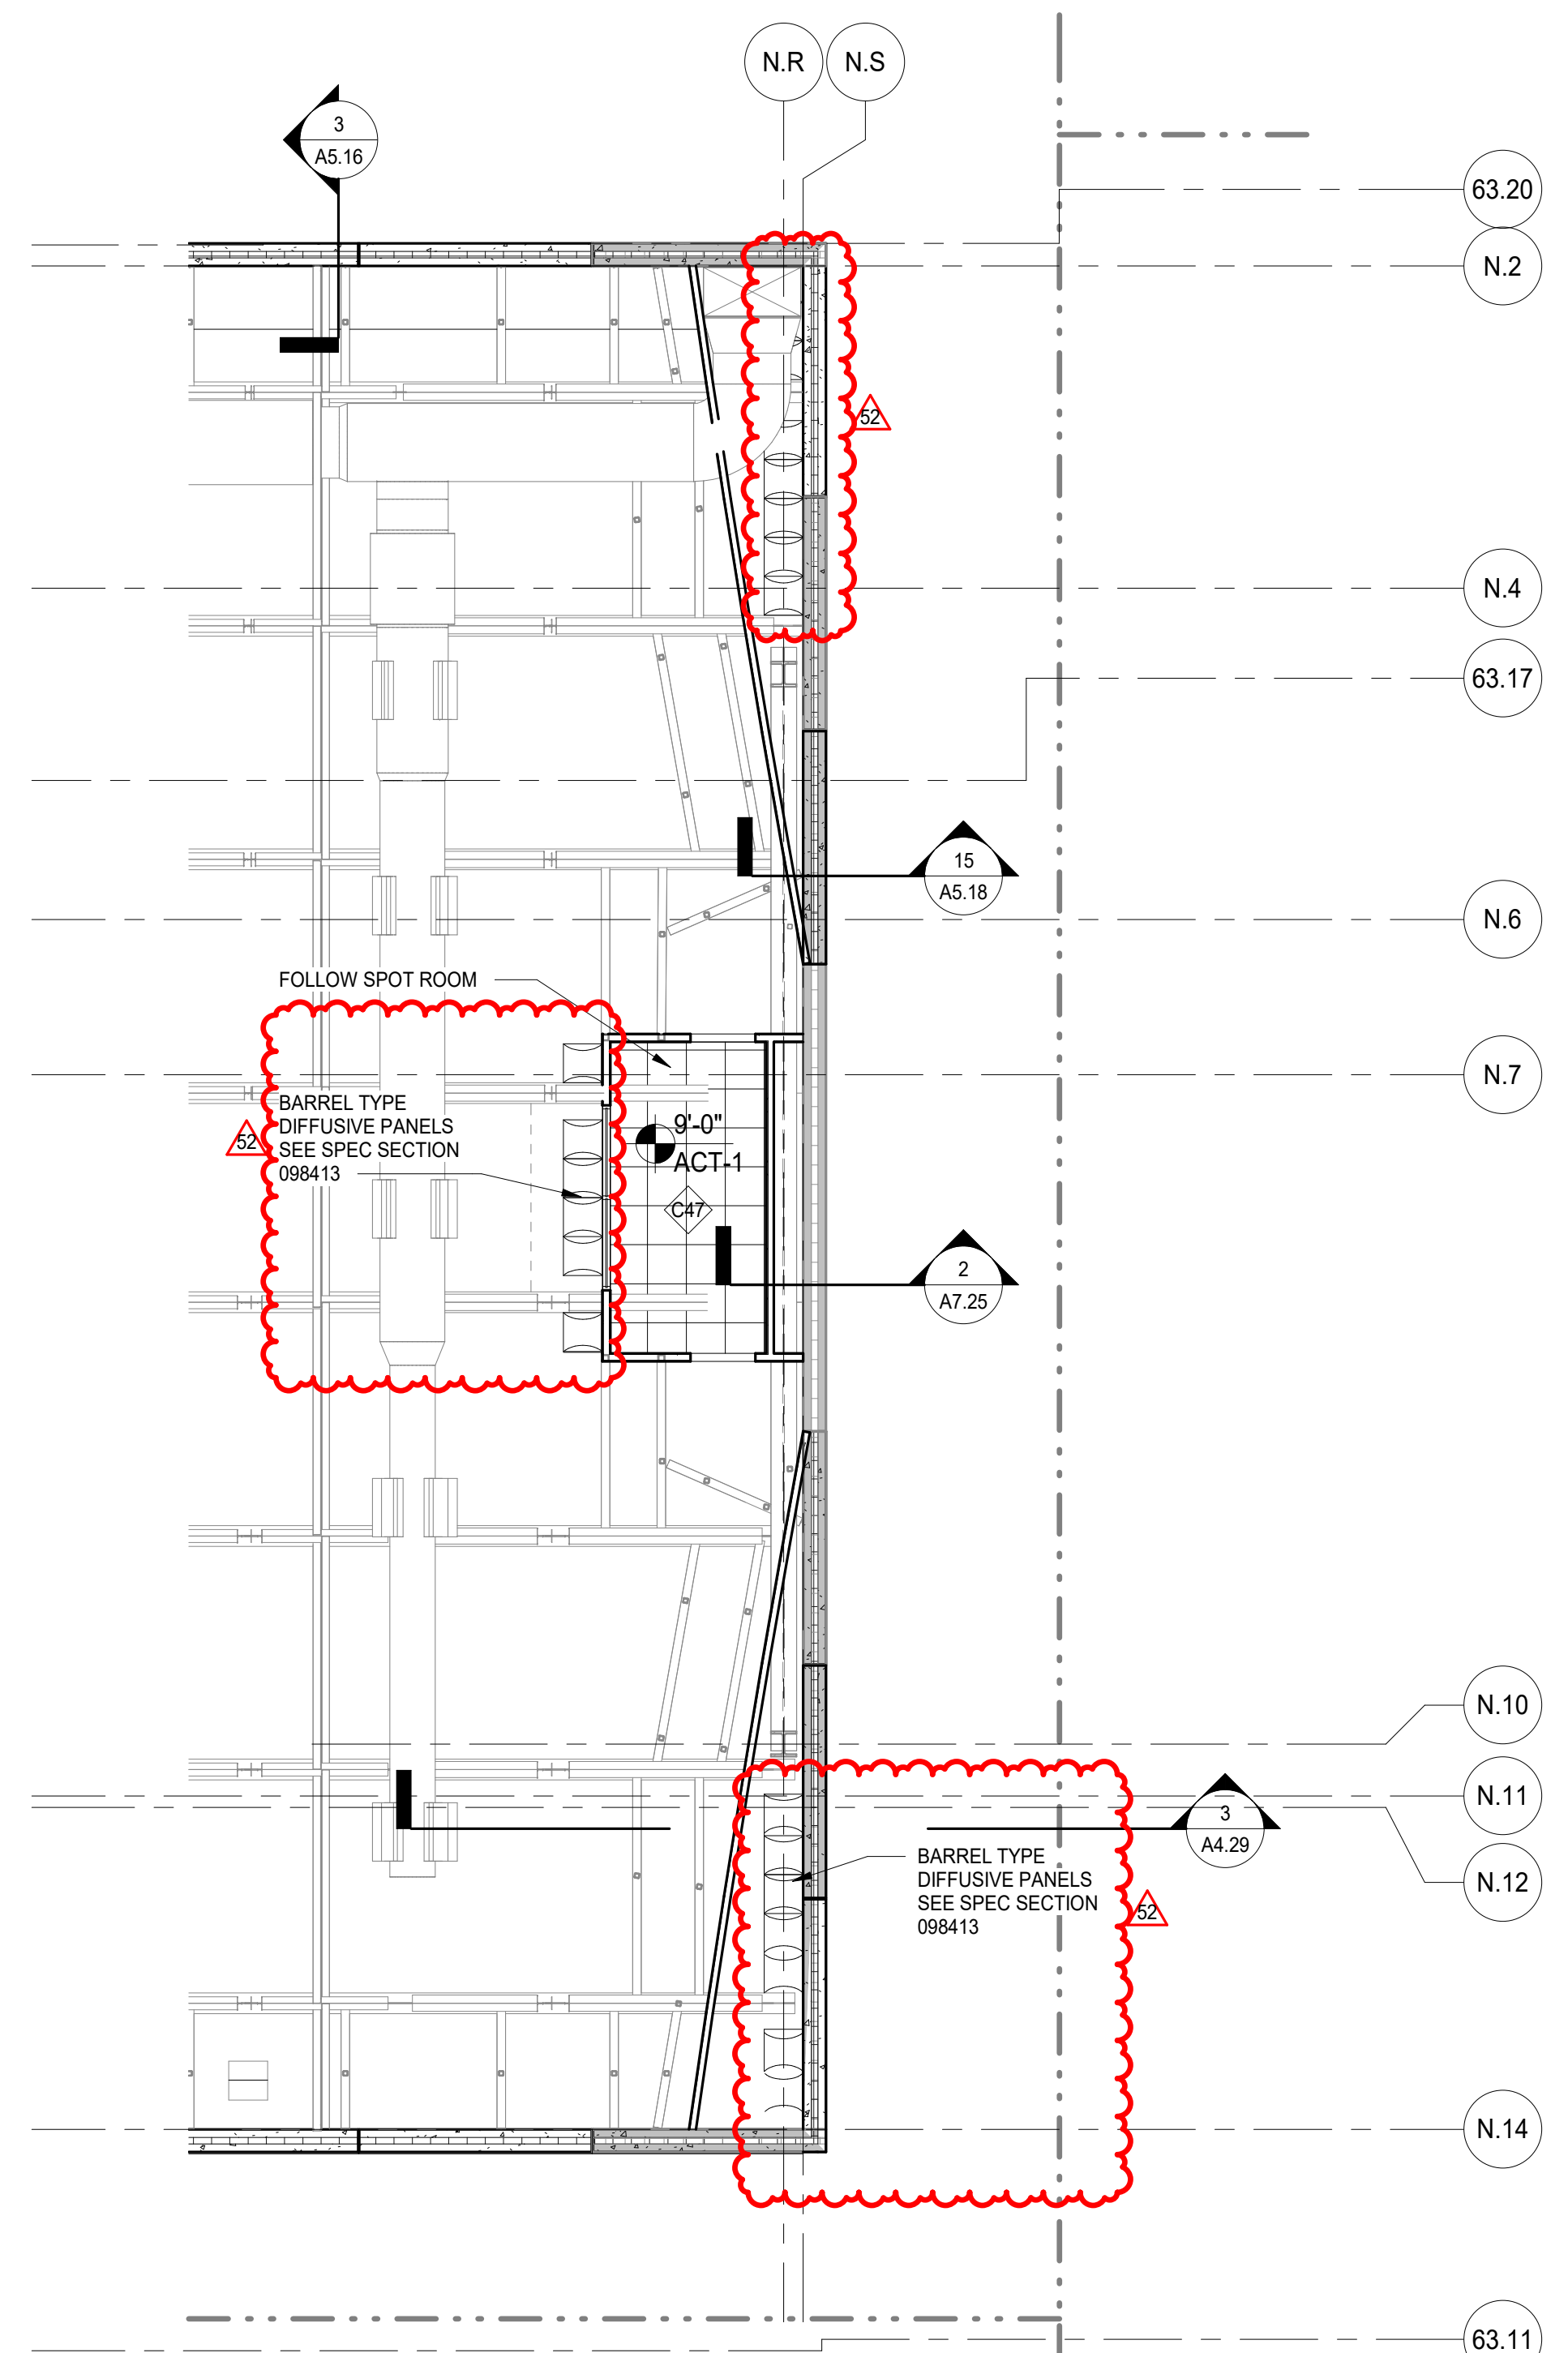 N.R
N.S
3
A5.16
63.20
N.2
52
N.4
63.17
15
A5.18
N.6
FOLLOW SPOT ROOM
N.7
BARREL TYPE
DIFFUSIVE PANELS
SEE SPEC SECTION
098413
52
9'-0"
ACT-1
C47
2
A7.25
N.10
N.11
3
A4.29
BARREL TYPE
DIFFUSIVE PANELS
SEE SPEC SECTION
098413
52
N.12
N.14
63.11